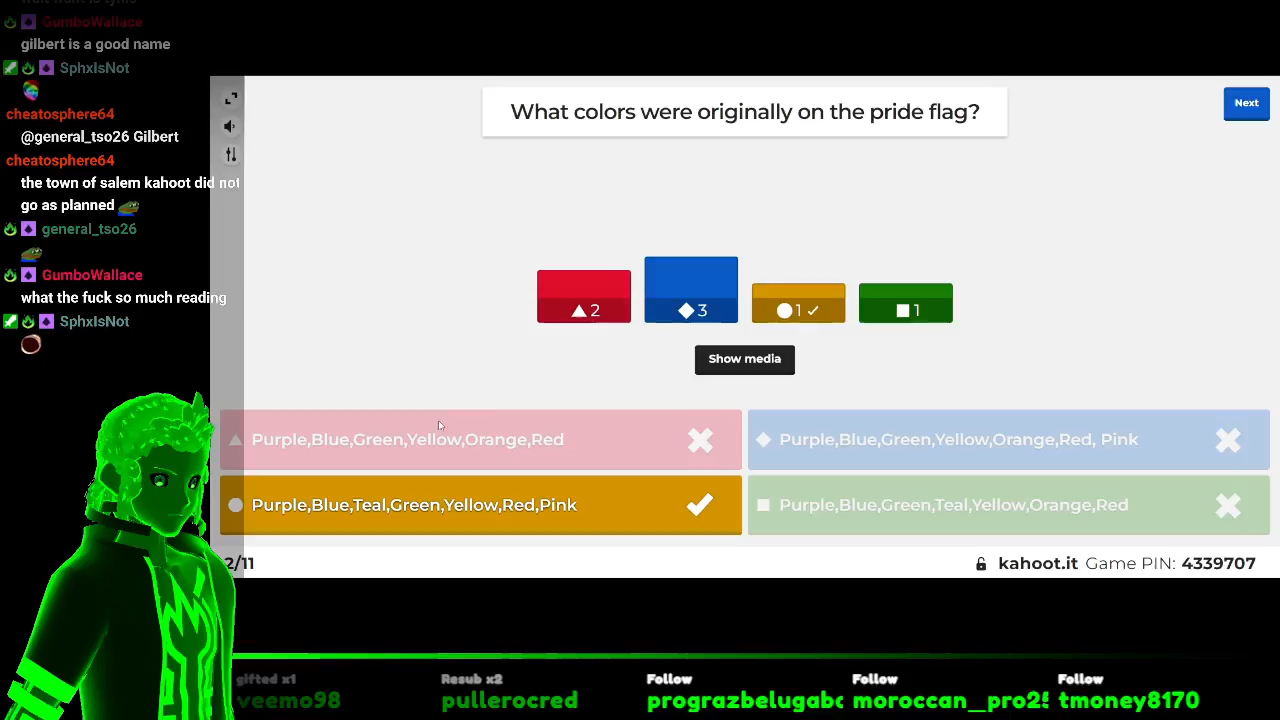 GumboWallace
gilbert is a good name
SphxIsNot
cheatosphere64
@general_tso26 Gilbert
cheatosphere64
the town of salem kahoot did not
go as planned
general_tso26
GumboWallace
what the fuck so much reading
SphxIsNot
What colors were originally on the pride flag?
Next
2
3
1
1
Show media
Purple,Blue,Green,Yellow,Orange,Red
Purple,Blue,Green,Yellow,Orange,Red, Pink
Purple,Blue,Teal,Green,Yellow,Red,Pink
Purple,Blue,Green,Teal,Yellow,Orange,Red
2/11
kahoot.it Game PIN: 4339707
gifted x1
veemo98
Resub x2
pullerocred
Follow
Follow
moroccan_pro25
Follow
tmoney8170